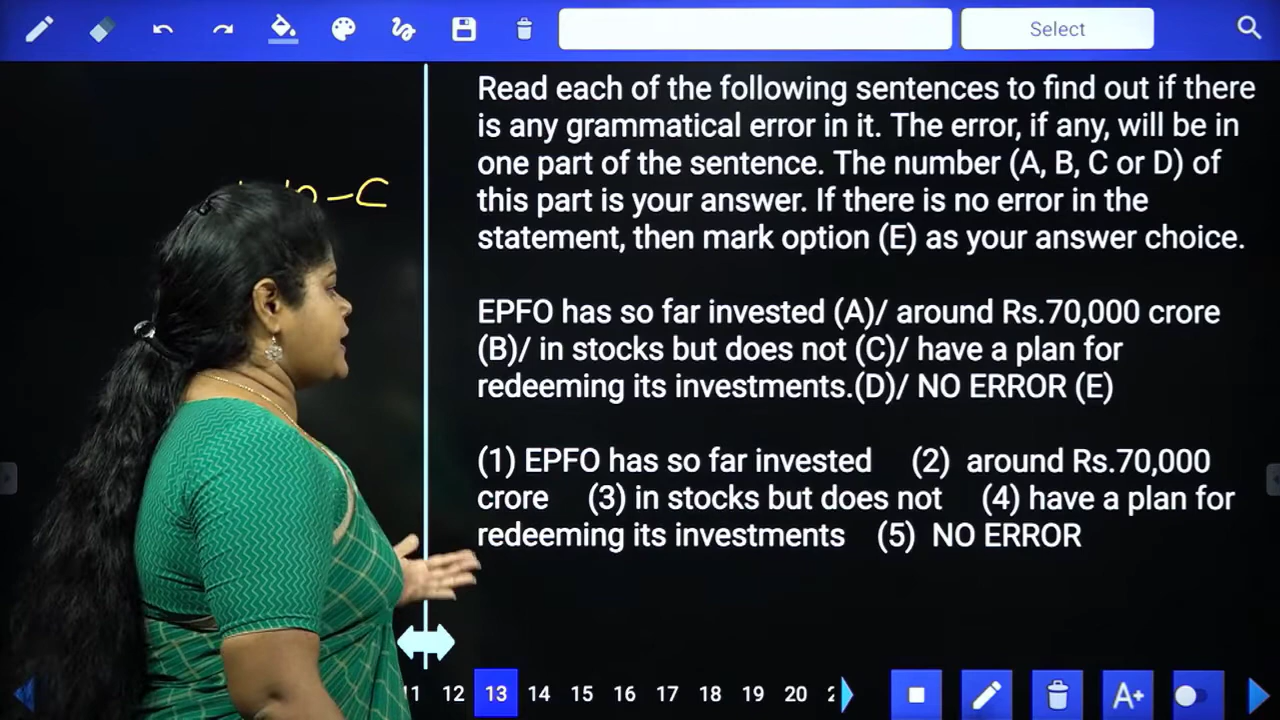 Select
Read each of the following sentences to find out if there
is any grammatical error in it. The error, if any, will be in
one part of the sentence. The number (A, B, C or D) of
this part is your answer. If there is no error in the
statement, then mark option (E) as your answer choice.
– C
EPFO has so far invested (A)/ around Rs.70,000 crore
(B)/ in stocks but does not (C)/ have a plan for
redeeming its investments.(D)/ NO ERROR (E)
(1) EPFO has so far invested (2) around Rs.70,000
crore (3) in stocks but does not (4) have a plan for
redeeming its investments (5) NO ERROR
12 13 14 15 16 17 18 19 20
A+